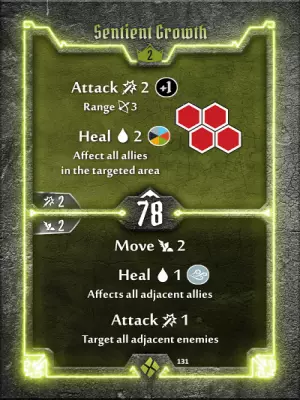 Sentient Growth
2
Attack 2 +1
Range 3
Heal 2
Affect all allies
in the targeted area
2
78
2
Move 2
Heal 1
Affects all adjacent allies
Attack 1
Target all adjacent enemies
131